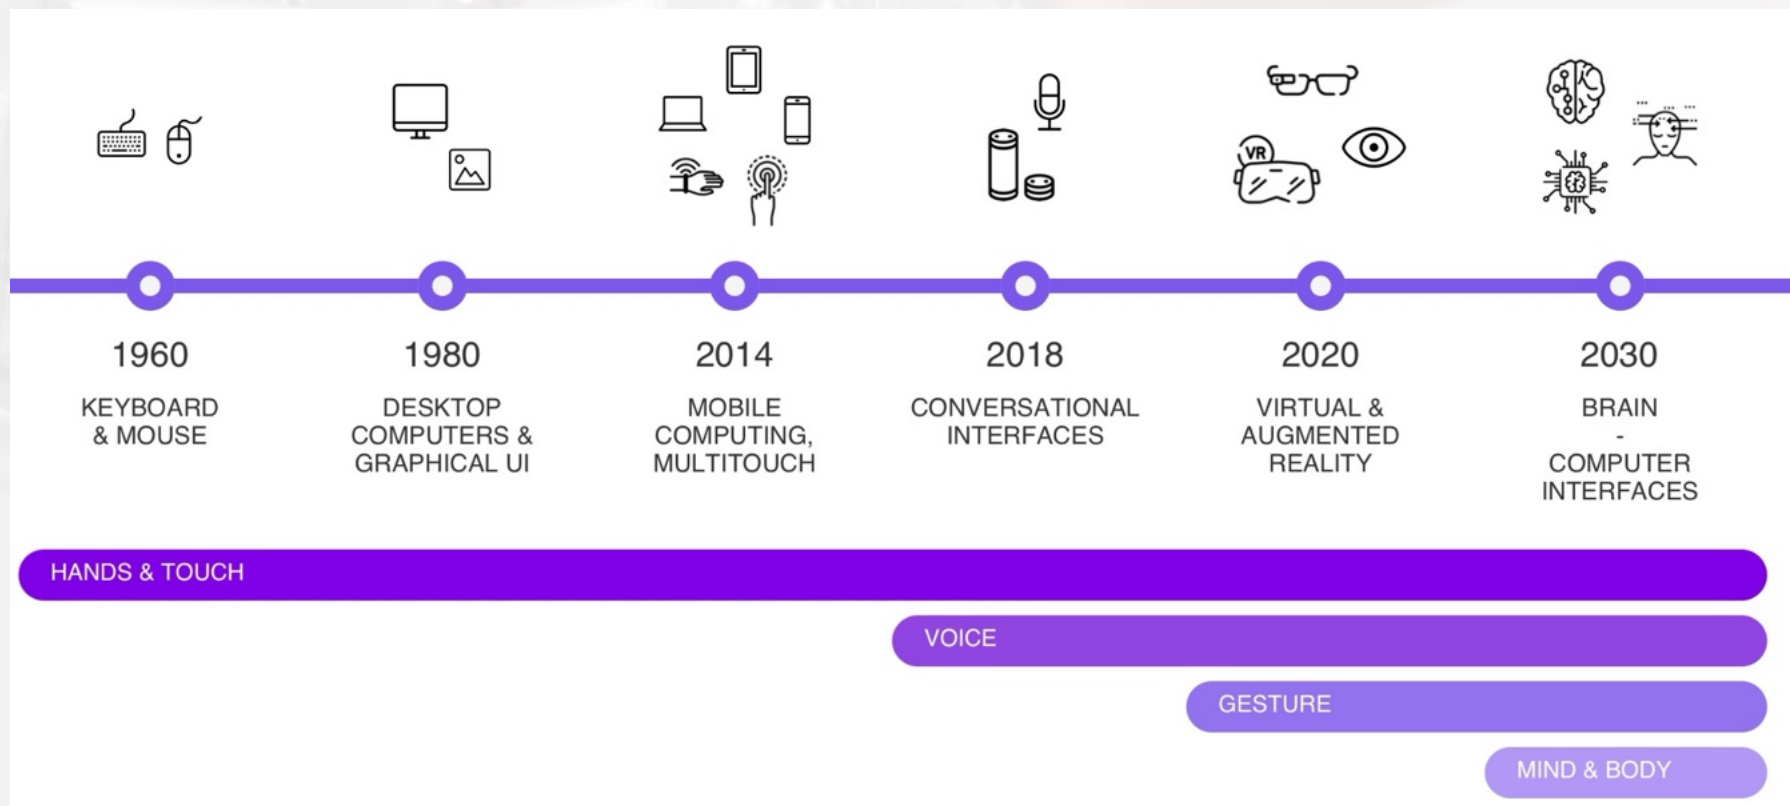 VR
1960
KEYBOARD
& MOUSE
1980
DESKTOP
COMPUTERS &
GRAPHICAL UI
2014
MOBILE
COMPUTING,
MULTITOUCH
2018
CONVERSATIONAL
INTERFACES
2020
VIRTUAL &
AUGMENTED
REALITY
2030
BRAIN
-
COMPUTER
INTERFACES
HANDS & TOUCH
VOICE
GESTURE
MIND & BODY